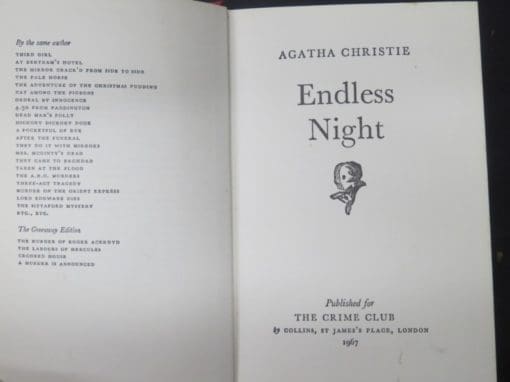 By the same author
THIRD GIRL
AT BERTRAM'S HOTEL
THE MIRROR CRACK'D FROM SIDE TO SIDE
THE PALE HORSE
THE ADVENTURE OF THE CHRISTMAS PUDDING
CAT AMONG THE PIGEONS
ORDEAL BY INNOCENCE
4.50 FROM PADDINGTON
DEAD MAN'S FOLLY
HICKORY DICKORY DOCK
A POCKETFUL OF RYE
AFTER THE FUNERAL
THEY DO IT WITH MIRRORS
MRS. MCGINTY'S DEAD
THEY CAME TO BAGHDAD
TAKEN AT THE FLOOD
THE A.B.C. MURDERS
THREE-ACT TRAGEDY
MURDER ON THE ORIENT EXPRESS
LORD EDGWARE DIES
THE SITTAFORD MYSTERY
ETC., ETC.
The Greenway Edition
THE MURDER OF ROGER ACKROYD
THE LABOURS OF HERCULES
CROOKED HOUSE
A MURDER IS ANNOUNCED
AGATHA CHRISTIE
Endless
Night
Published for
THE CRIME CLUB
by COLLINS, ST JAMES'S PLACE, LONDON
1967